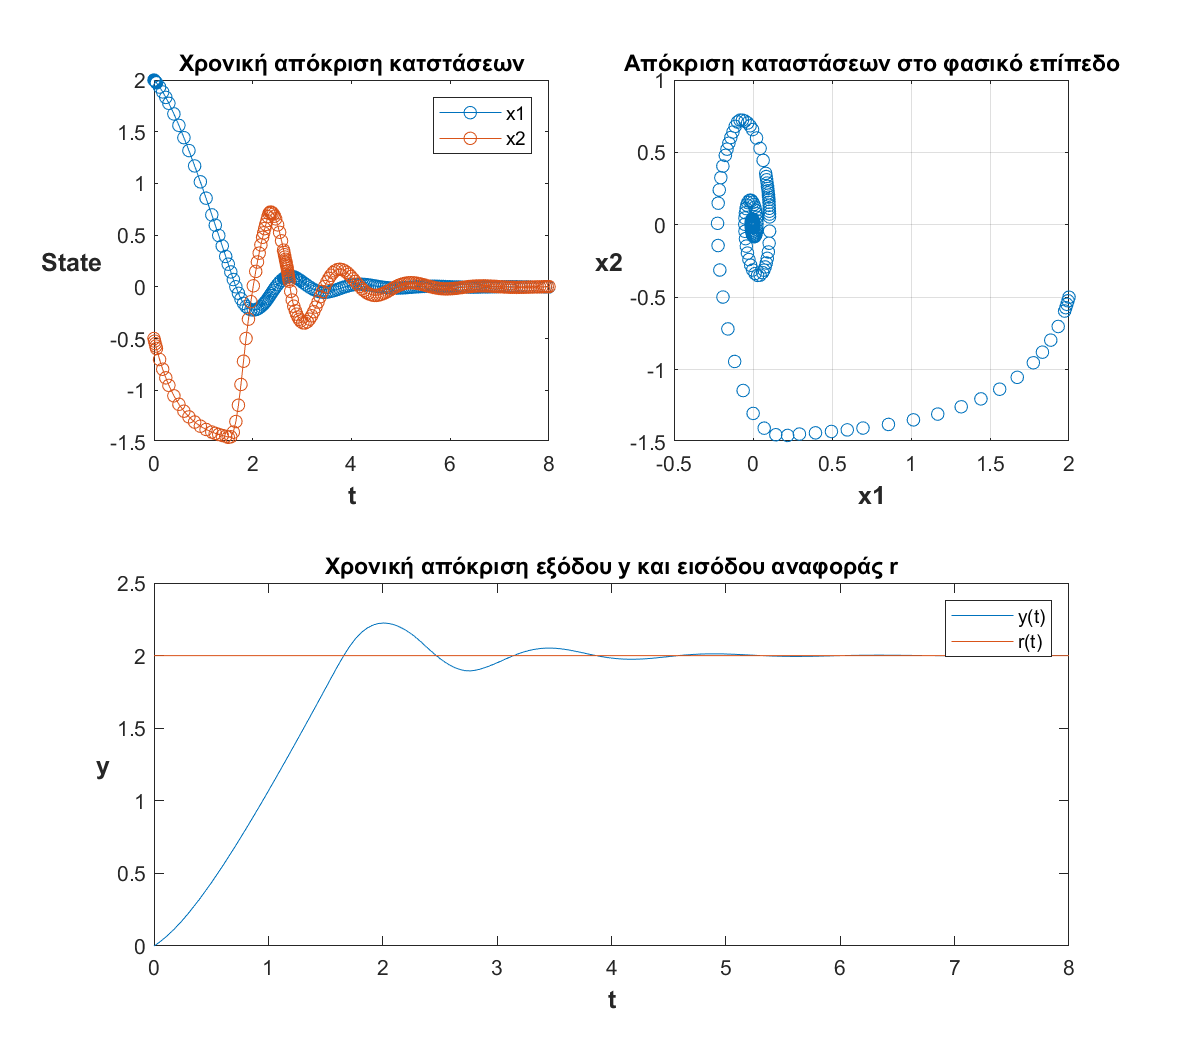 Χρονική απόκριση κατστάσεων
2
1.5
1
0.5
0
-0.5
-1
-1.5
State
x1
x2
0 2 4 6 8
t
Απόκριση καταστάσεων στο φασικό επίπεδο
1
0.5
0
-0.5
-1
-1.5
x2
-0.5 0 0.5 1 1.5 2
x1
Χρονική απόκριση εξόδου y και εισόδου αναφοράς r
2.5
2
1.5
1
0.5
0
y
y(t)
r(t)
0 1 2 3 4 5 6 7 8
t